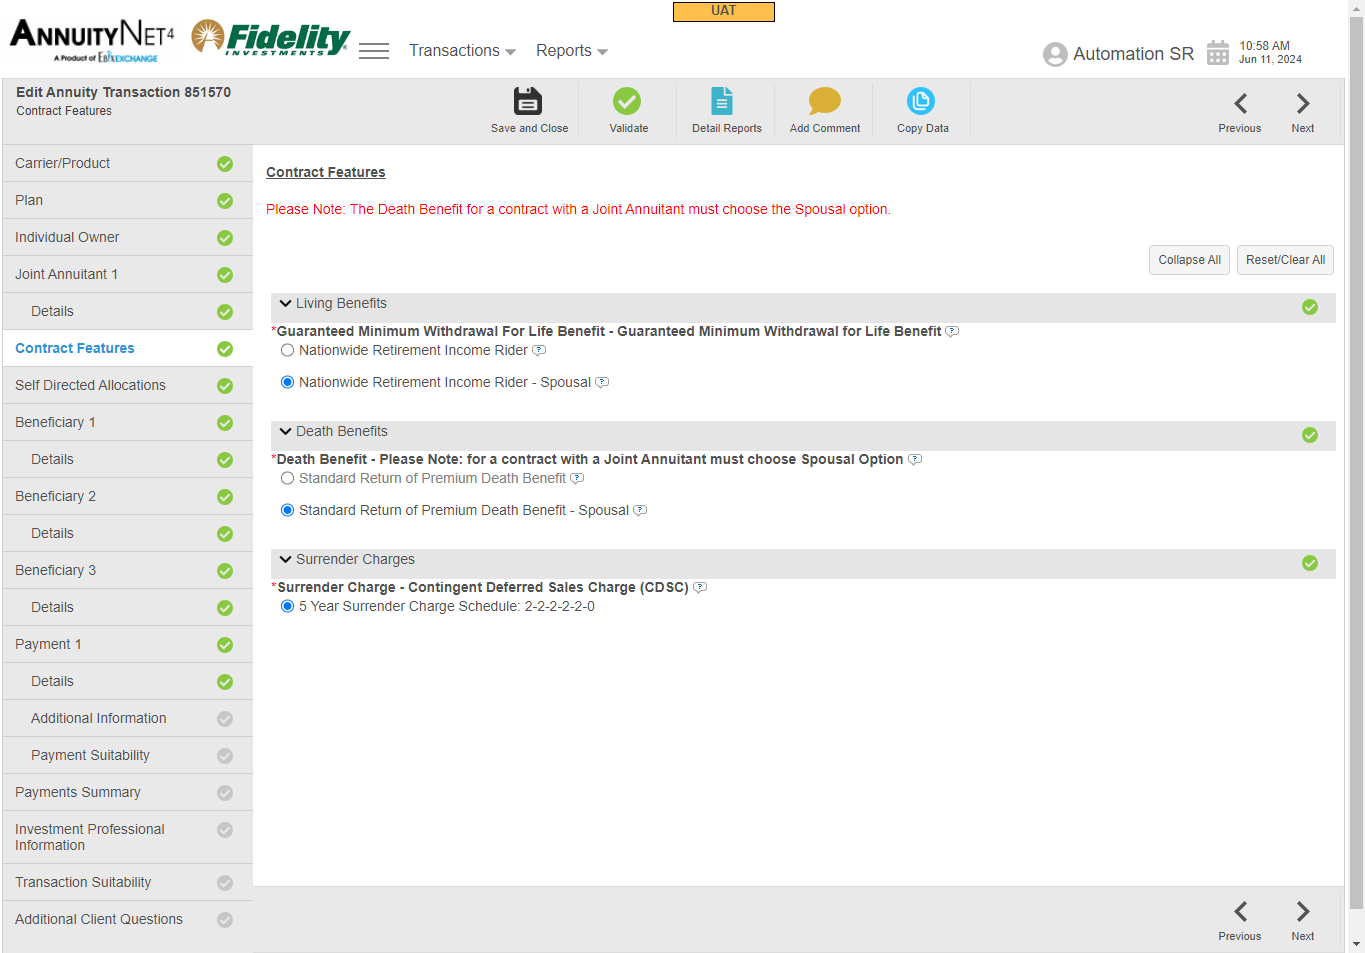 UAT
ANNUITYNET4
A Product of EbixEXCHANGE
Fidelity
INVESTMENTS
Transactions
Reports
Automation SR
10:58 AM
Jun 11, 2024
Edit Annuity Transaction 851570
Contract Features
Save and Close
Validate
Detail Reports
Add Comment
Copy Data
Previous
Next
Carrier/Product
Plan
Individual Owner
Joint Annuitant 1
Details
Contract Features
Self Directed Allocations
Beneficiary 1
Details
Beneficiary 2
Details
Beneficiary 3
Details
Payment 1
Details
Additional Information
Payment Suitability
Payments Summary
Investment Professional
Information
Transaction Suitability
Additional Client Questions
Contract Features
Please Note: The Death Benefit for a contract with a Joint Annuitant must choose the Spousal option.
Collapse All
Reset/Clear All
Living Benefits
*Guaranteed Minimum Withdrawal For Life Benefit - Guaranteed Minimum Withdrawal for Life Benefit
Nationwide Retirement Income Rider
Nationwide Retirement Income Rider - Spousal
Death Benefits
*Death Benefit - Please Note: for a contract with a Joint Annuitant must choose Spousal Option
Standard Return of Premium Death Benefit
Standard Return of Premium Death Benefit - Spousal
Surrender Charges
*Surrender Charge - Contingent Deferred Sales Charge (CDSC)
5 Year Surrender Charge Schedule: 2-2-2-2-2-0
Previous
Next